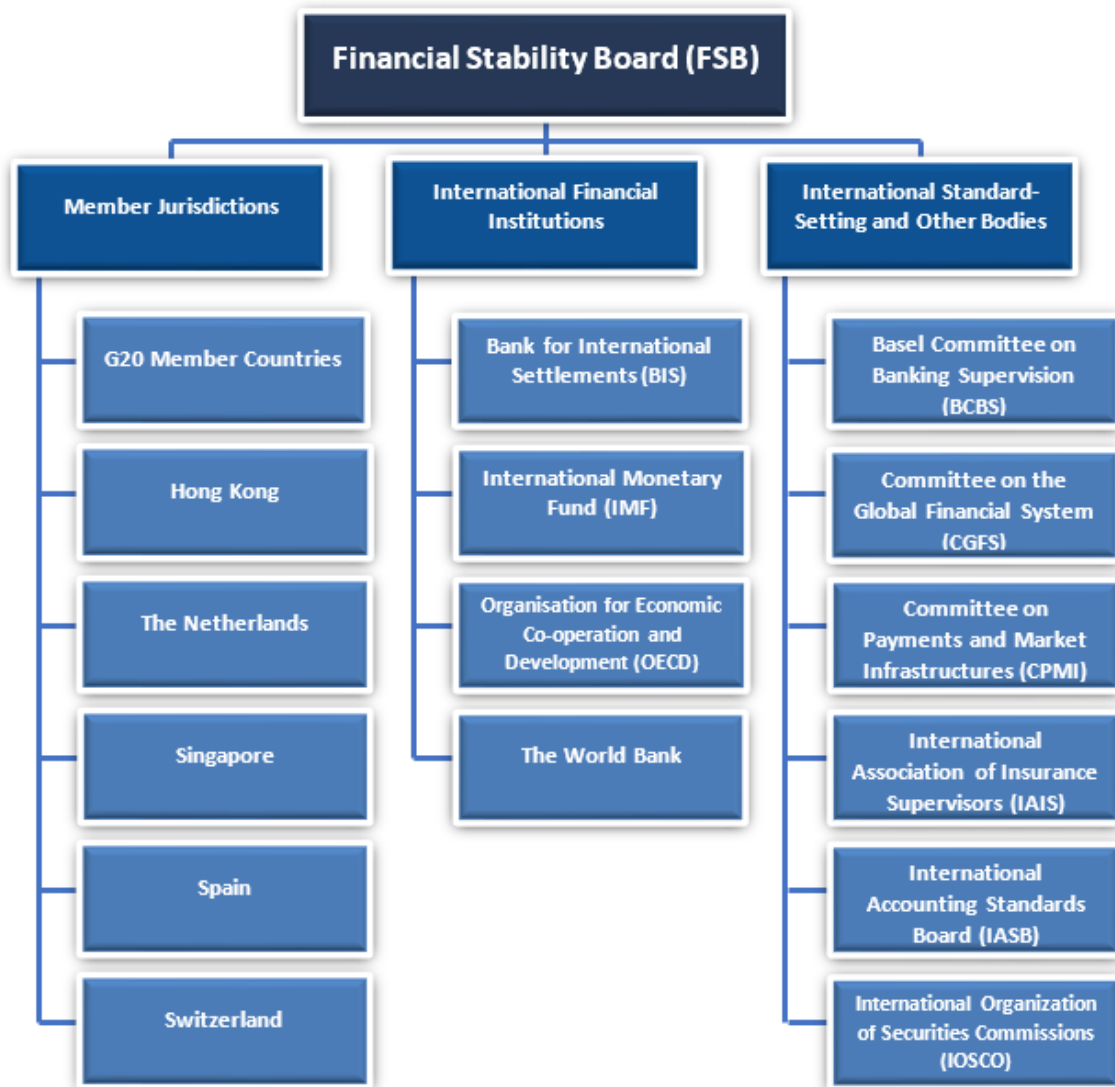 Financial Stability Board (FSB)
Member Jurisdictions
G20 Member Countries
Hong Kong
The Netherlands
Singapore
Spain
Switzerland
International Financial
Institutions
Bank for International
Settlements (BIS)
International Monetary
Fund (IMF)
Organisation for Economic
Co-operation and
Development (OECD)
The World Bank
International Standard-
Setting and Other Bodies
Basel Committee on
Banking Supervision
(BCBS)
Committee on the
Global Financial System
(CGFS)
Committee on
Payments and Market
Infrastructures (CPMI)
International
Association of Insurance
Supervisors (IAIS)
International
Accounting Standards
Board (IASB)
International Organization
of Securities Commissions
(IOSCO)